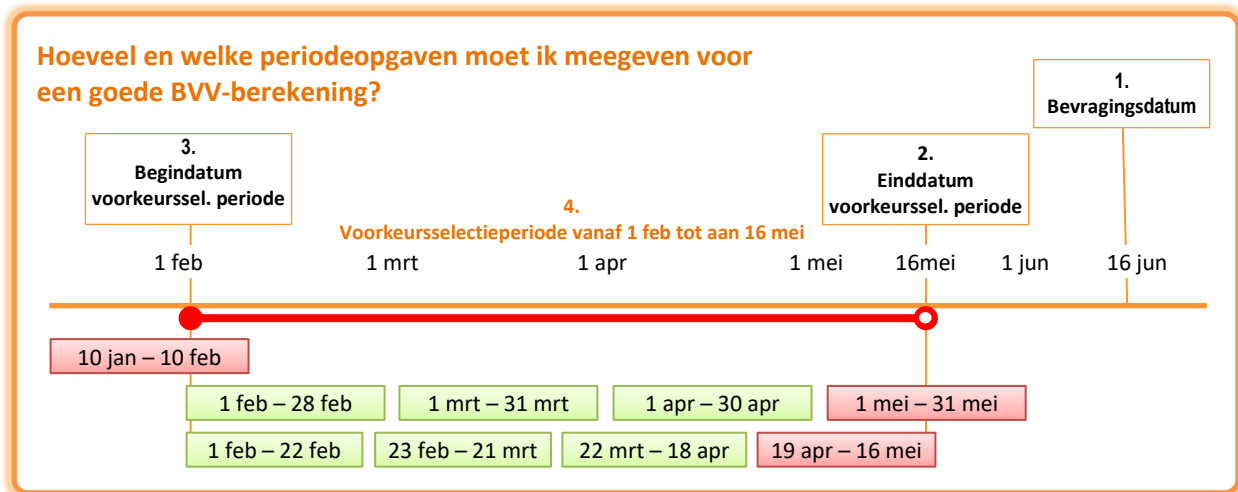 Hoeveel en welke periodeopgaven moet ik meegeven voor
een goede BVV-berekening?
1.
Bevragingsdatum
3.
Begindatum
voorkeurssel. periode
2.
Einddatum
voorkeurssel. periode
4.
Voorkeursselectieperiode vanaf 1 feb tot aan 16 mei
1 feb 1 mrt 1 apr 1 mei 16mei 1 jun 16 jun
10 jan – 10 feb
1 feb – 28 feb 1 mrt – 31 mrt 1 apr – 30 apr 1 mei – 31 mei
1 feb – 22 feb 23 feb – 21 mrt 22 mrt – 18 apr 19 apr – 16 mei